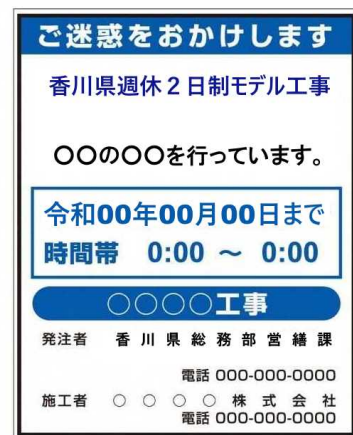 ご迷惑をおかけします
香川県週休２日制モデル工事
〇〇の〇〇を行っています。
令和00年00月00日まで
時間帯　0:00 ～ 0:00
○○○○工事
発注者　香川県総務部営繕課
電話 000-000-0000
施工者　○○○○株式会社
電話 000-000-0000